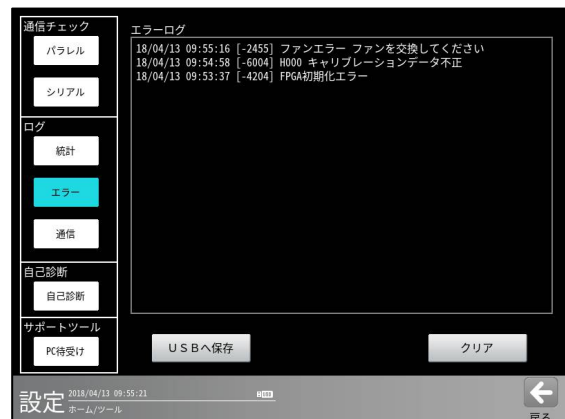 通信チェック
パラレル
シリアル
ログ
統計
エラー
通信
自己診断
自己診断
サポートツール
PC待受け
エラーログ
18/04/13 09:55:16 [-2455] ファンエラー ファンを交換してください
18/04/13 09:54:58 [-6004] H000 キャリブレーションデータ不正
18/04/13 09:53:37 [-4204] FPGA初期化エラー
USBへ保存
クリア
設定
2018/04/13 09:55:21
ホーム/ツール
戻る